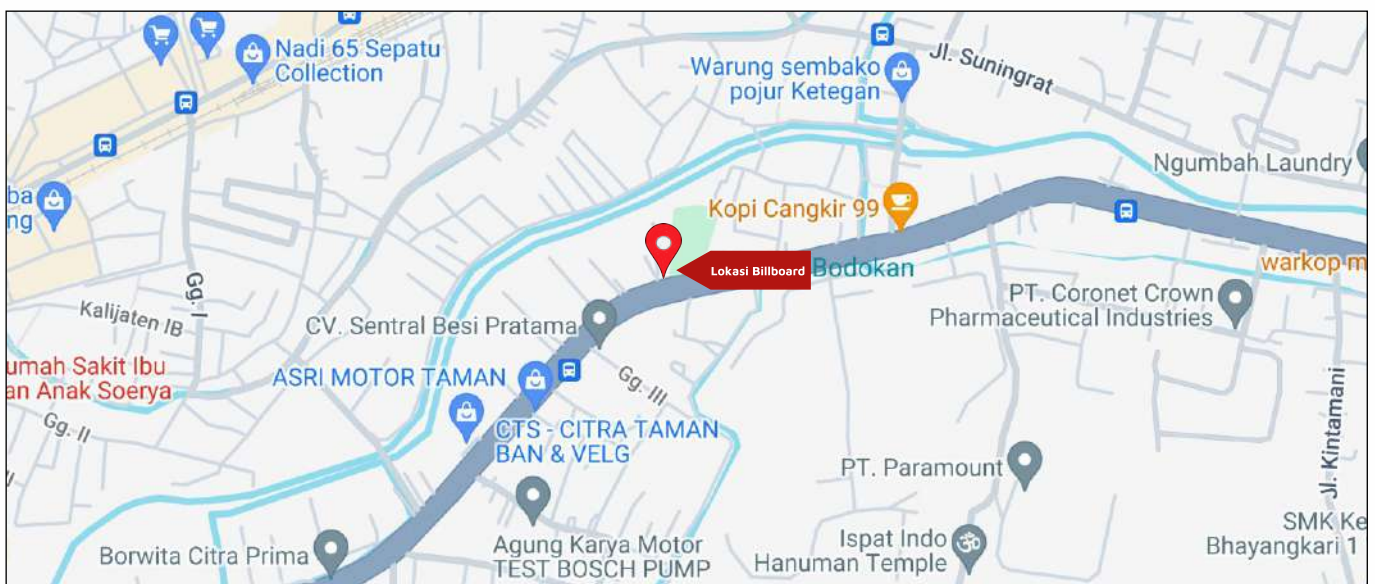 Nadi 65 Sepatu
Collection
Warung sembako
pojur Ketegan
Jl. Suningrat
Ngumbah Laundry
ba
ng
Kopi Cangkir 99
Lokasi Billboard
Bodokan
warkop m
Gg. I
Kalijaten IB
CV. Sentral Besi Pratama
PT. Coronet Crown
Pharmaceutical Industries
umah Sakit Ibu
an Anak Soerya
ASRI MOTOR TAMAN
Gg. III
Gg. II
CTS - CITRA TAMAN
BAN & VELG
Jl. Kintamani
PT. Paramount
Borwita Citra Prima
Agung Karya Motor
TEST BOSCH PUMP
Ispat Indo
Hanuman Temple
SMK Ke
Bhayangkari 1